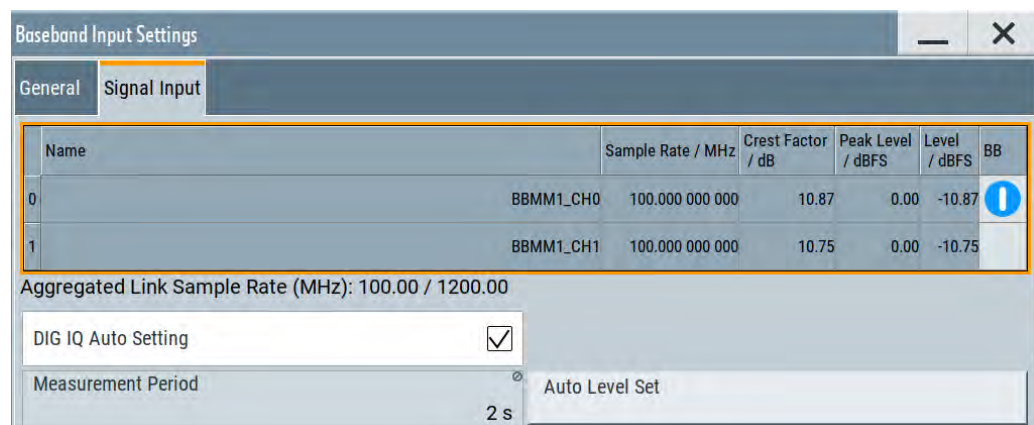 Baseband Input Settings
General Signal Input
Name Sample Rate / MHz Crest Factor / dB Peak Level / dBFS Level / dBFS BB
0 BBMM1_CH0 100.000 000 000 10.87 0.00 -10.87
1 BBMM1_CH1 100.000 000 000 10.75 0.00 -10.75
Aggregated Link Sample Rate (MHz): 100.00 / 1200.00
DIG IQ Auto Setting
Measurement Period
2 s
Auto Level Set